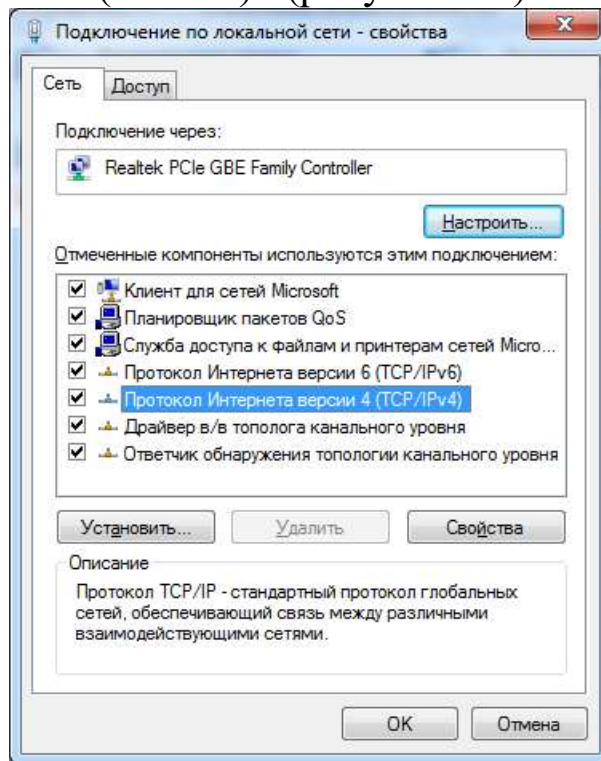 Подключение по локальной сети - свойства
Сеть
Доступ
Подключение через:
Realtek PCIe GBE Family Controller
Настроить...
Отмеченные компоненты используются этим подключением:
Клиент для сетей Microsoft
Планировщик пакетов QoS
Служба доступа к файлам и принтерам сетей Micro...
Протокол Интернета версии 6 (TCP/IPv6)
Протокол Интернета версии 4 (TCP/IPv4)
Драйвер в/в тополога канального уровня
Ответчик обнаружения топологии канального уровня
Установить...
Удалить
Свойства
Описание
Протокол TCP/IP - стандартный протокол глобальных
сетей, обеспечивающий связь между различными
взаимодействующими сетями.
OK
Отмена